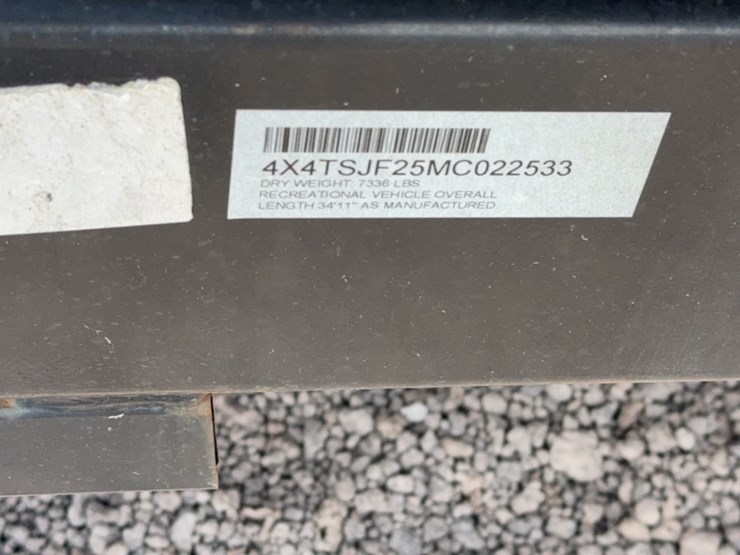 4X4TSJF25MC022533
DRY WEIGHT: 7336 LBS
RECREATIONAL VEHICLE OVERALL
LENGTH 34'11" AS MANUFACTURED.